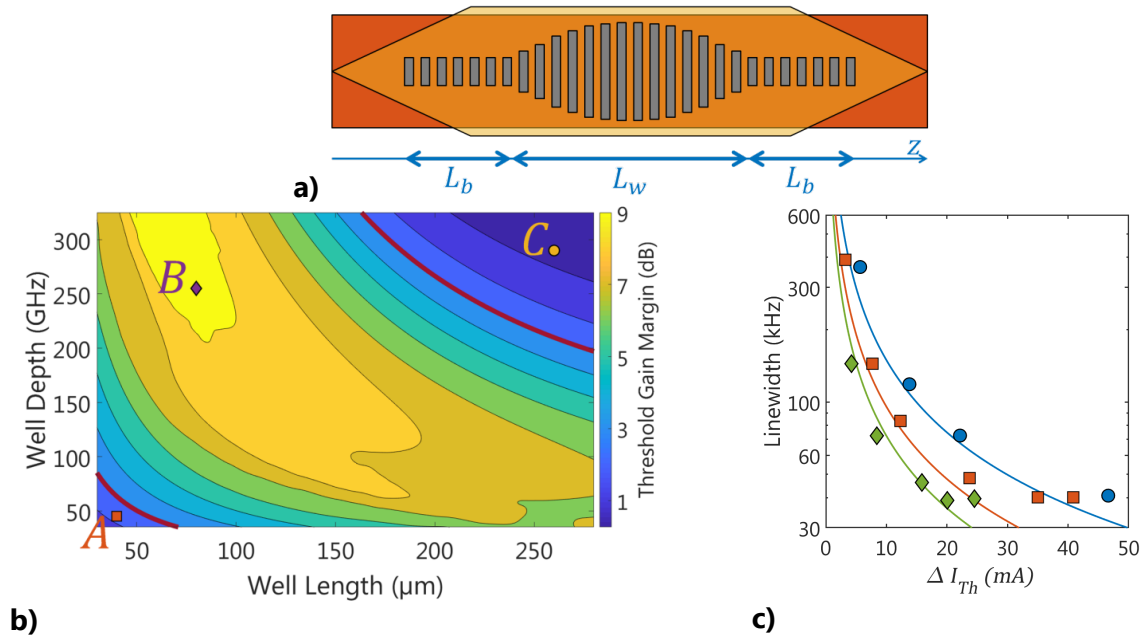 z
L_b L_w L_b
a)
300
250
200
150
100
50
Well Depth (GHz)
A
B
C
50 100 150 200 250
Well Length (μm)
9
7
5
3
1
Threshold Gain Margin (dB)
b)
600
300
100
60
40
30
Linewidth (kHz)
0 10 20 30 40 50
Δ I_Th (mA)
c)